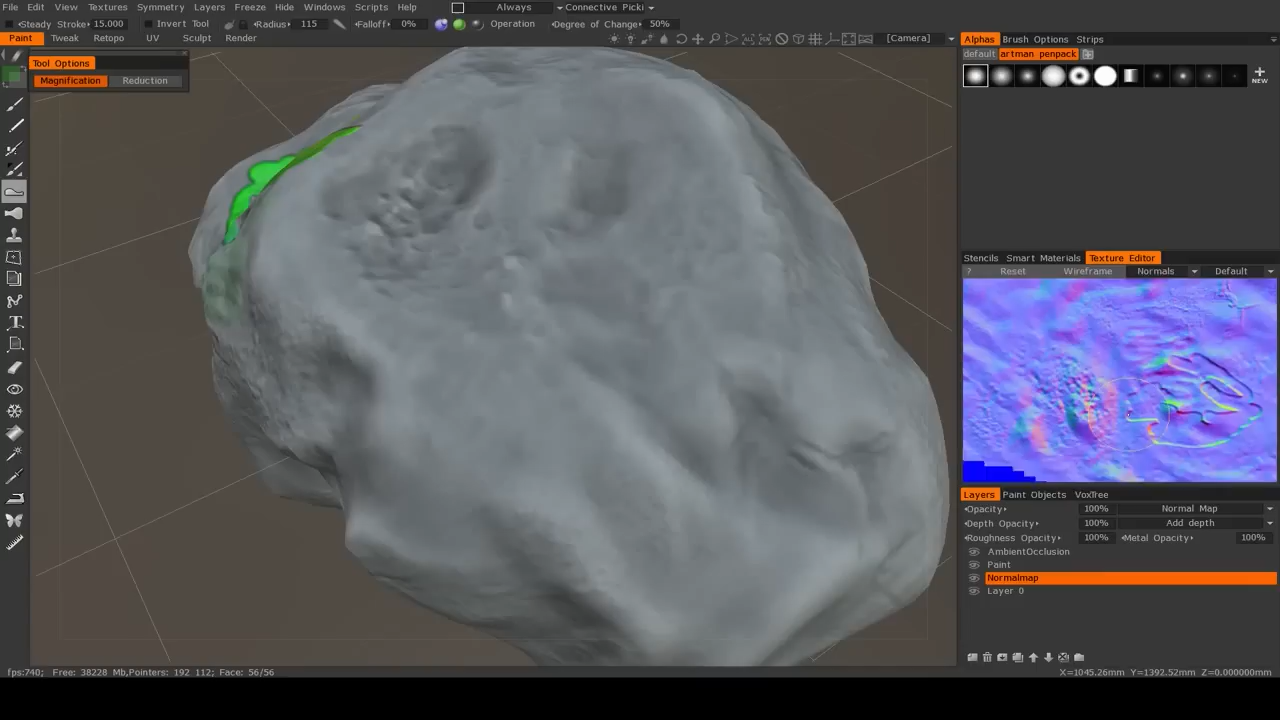 File Edit View Textures Symmetry Layers Freeze Hide Windows Scripts Help Always Connective Picki
Steady Stroke 15.000 Invert Tool Radius 115 Falloff 0% Operation Degree of Change 50%
Paint Tweak Retopo UV Sculpt Render [Camera]
Tool Options
Magnification Reduction
Alphas Brush Options Strips
default artman penpack
NEW
Stencils Smart Materials Texture Editor
? Reset Wireframe Normals Default
Layers Paint Objects VoxTree
Opacity 100% Normal Map
Depth Opacity 100% Add depth
Roughness Opacity 100% Metal Opacity 100%
AmbientOcclusion
Paint
Normalmap
Layer 0
fps:740; Free: 38228 Mb,Pointers: 192 112; Face: 56/56 X=1045.26mm Y=1392.52mm Z=0.000000mm